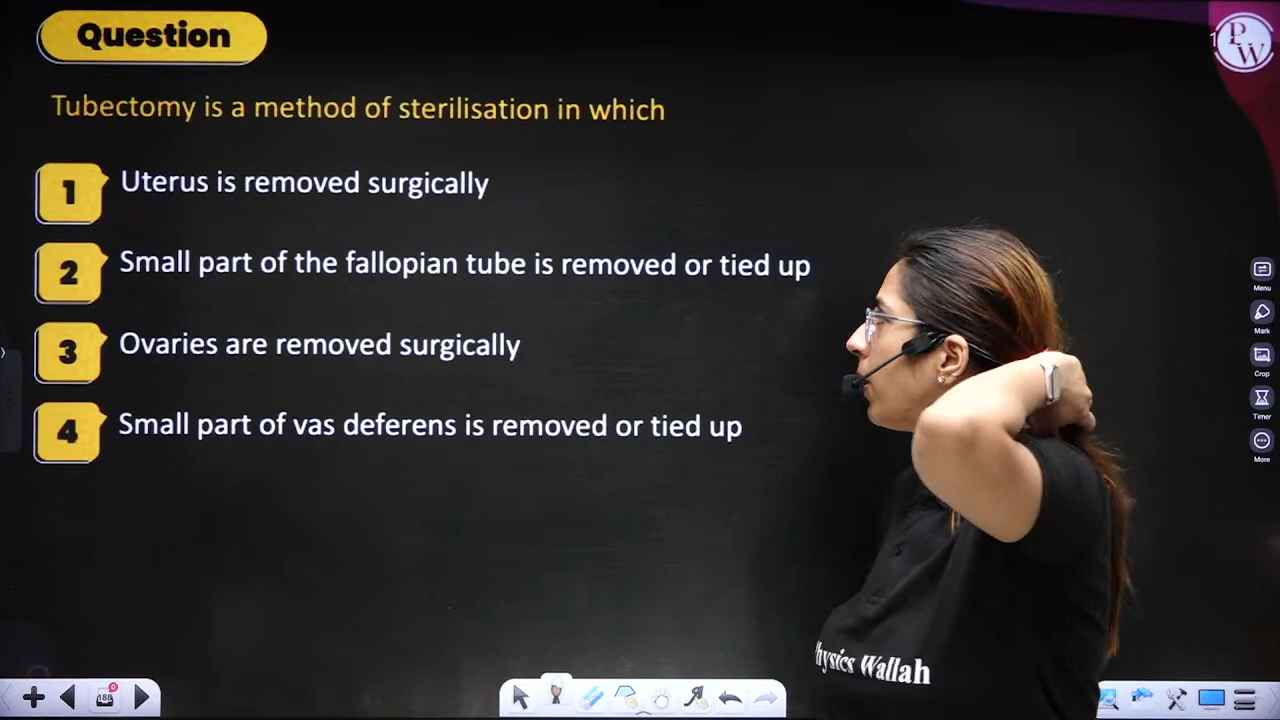 Question
PW
Tubectomy is a method of sterilisation in which
1 Uterus is removed surgically
2 Small part of the fallopian tube is removed or tied up
3 Ovaries are removed surgically
4 Small part of vas deferens is removed or tied up
Menu
Mark
Crop
Timer
More
hysics Wallah
188